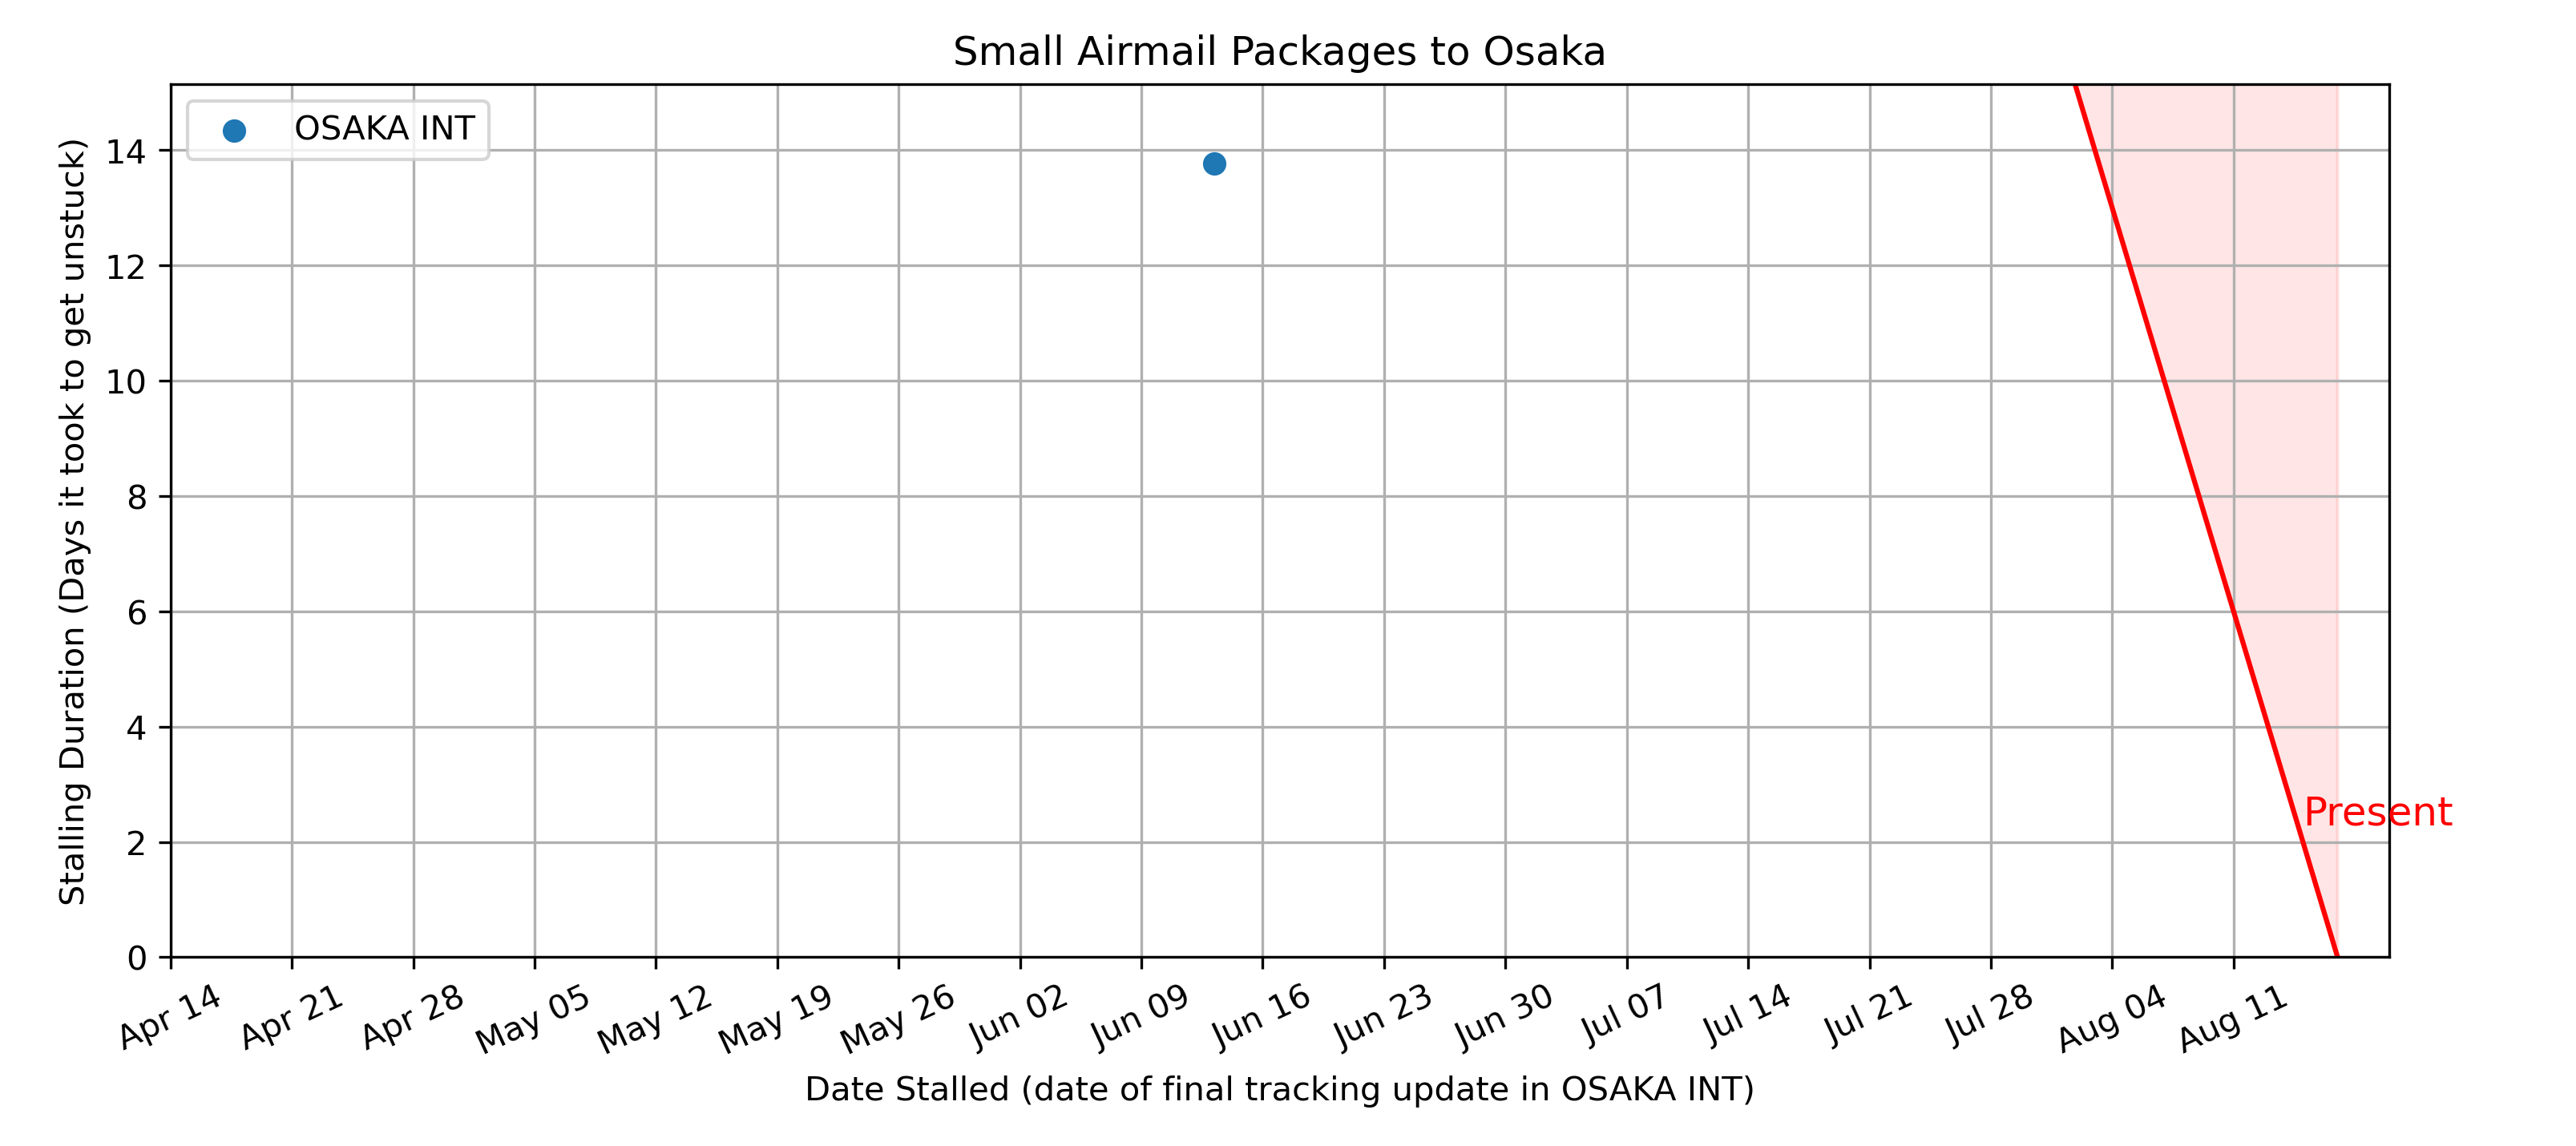 Small Airmail Packages to Osaka
OSAKA INT
Stalling Duration (Days it took to get unstuck)
14
12
10
8
6
4
2
0
Present
Apr 14
Apr 21
Apr 28
May 05
May 12
May 19
May 26
Jun 02
Jun 09
Jun 16
Jun 23
Jun 30
Jul 07
Jul 14
Jul 21
Jul 28
Aug 04
Aug 11
Date Stalled (date of final tracking update in OSAKA INT)